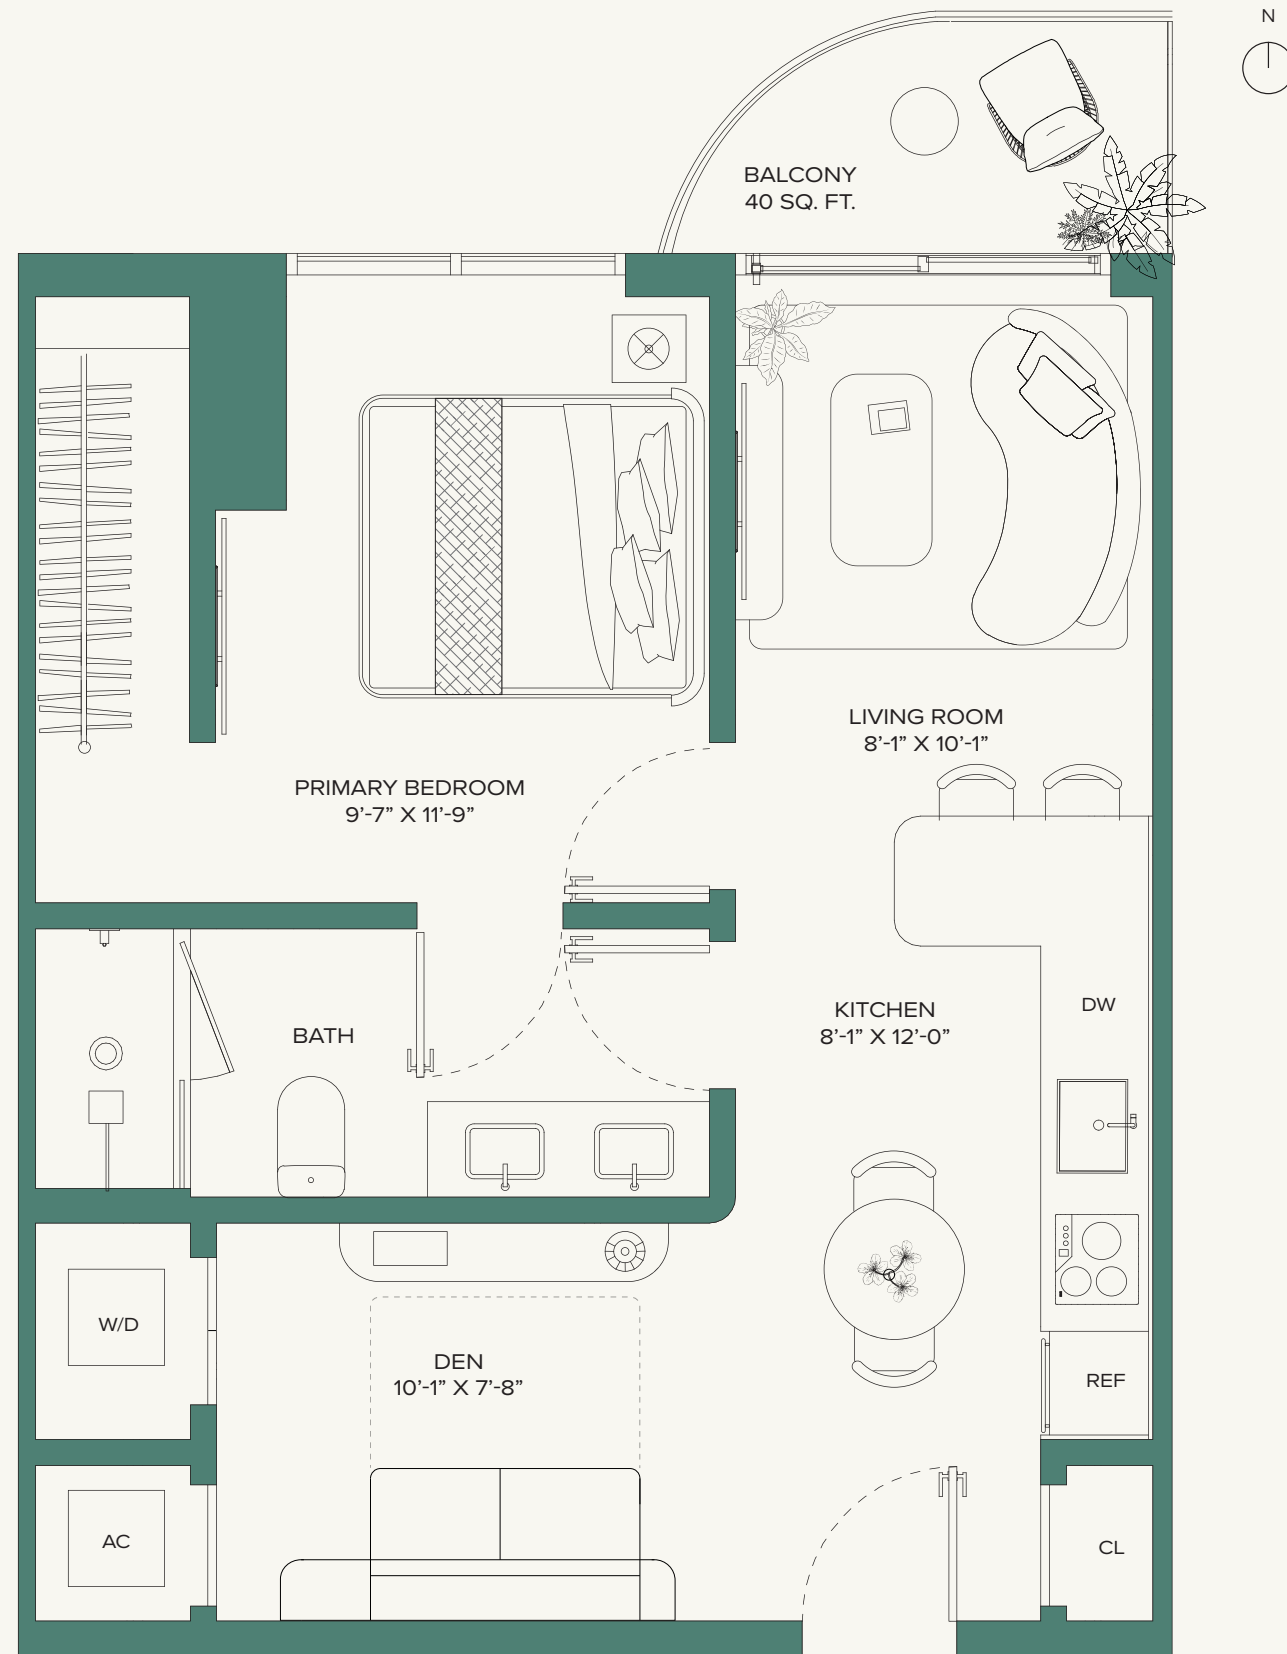 N
BALCONY
40 SQ. FT.
LIVING ROOM
8’-1” X 10’-1”
PRIMARY BEDROOM
9’-7” X 11’-9”
KITCHEN
8’-1” X 12’-0”
DW
BATH
W/D
DEN
10’-1” X 7’-8”
REF
AC
CL